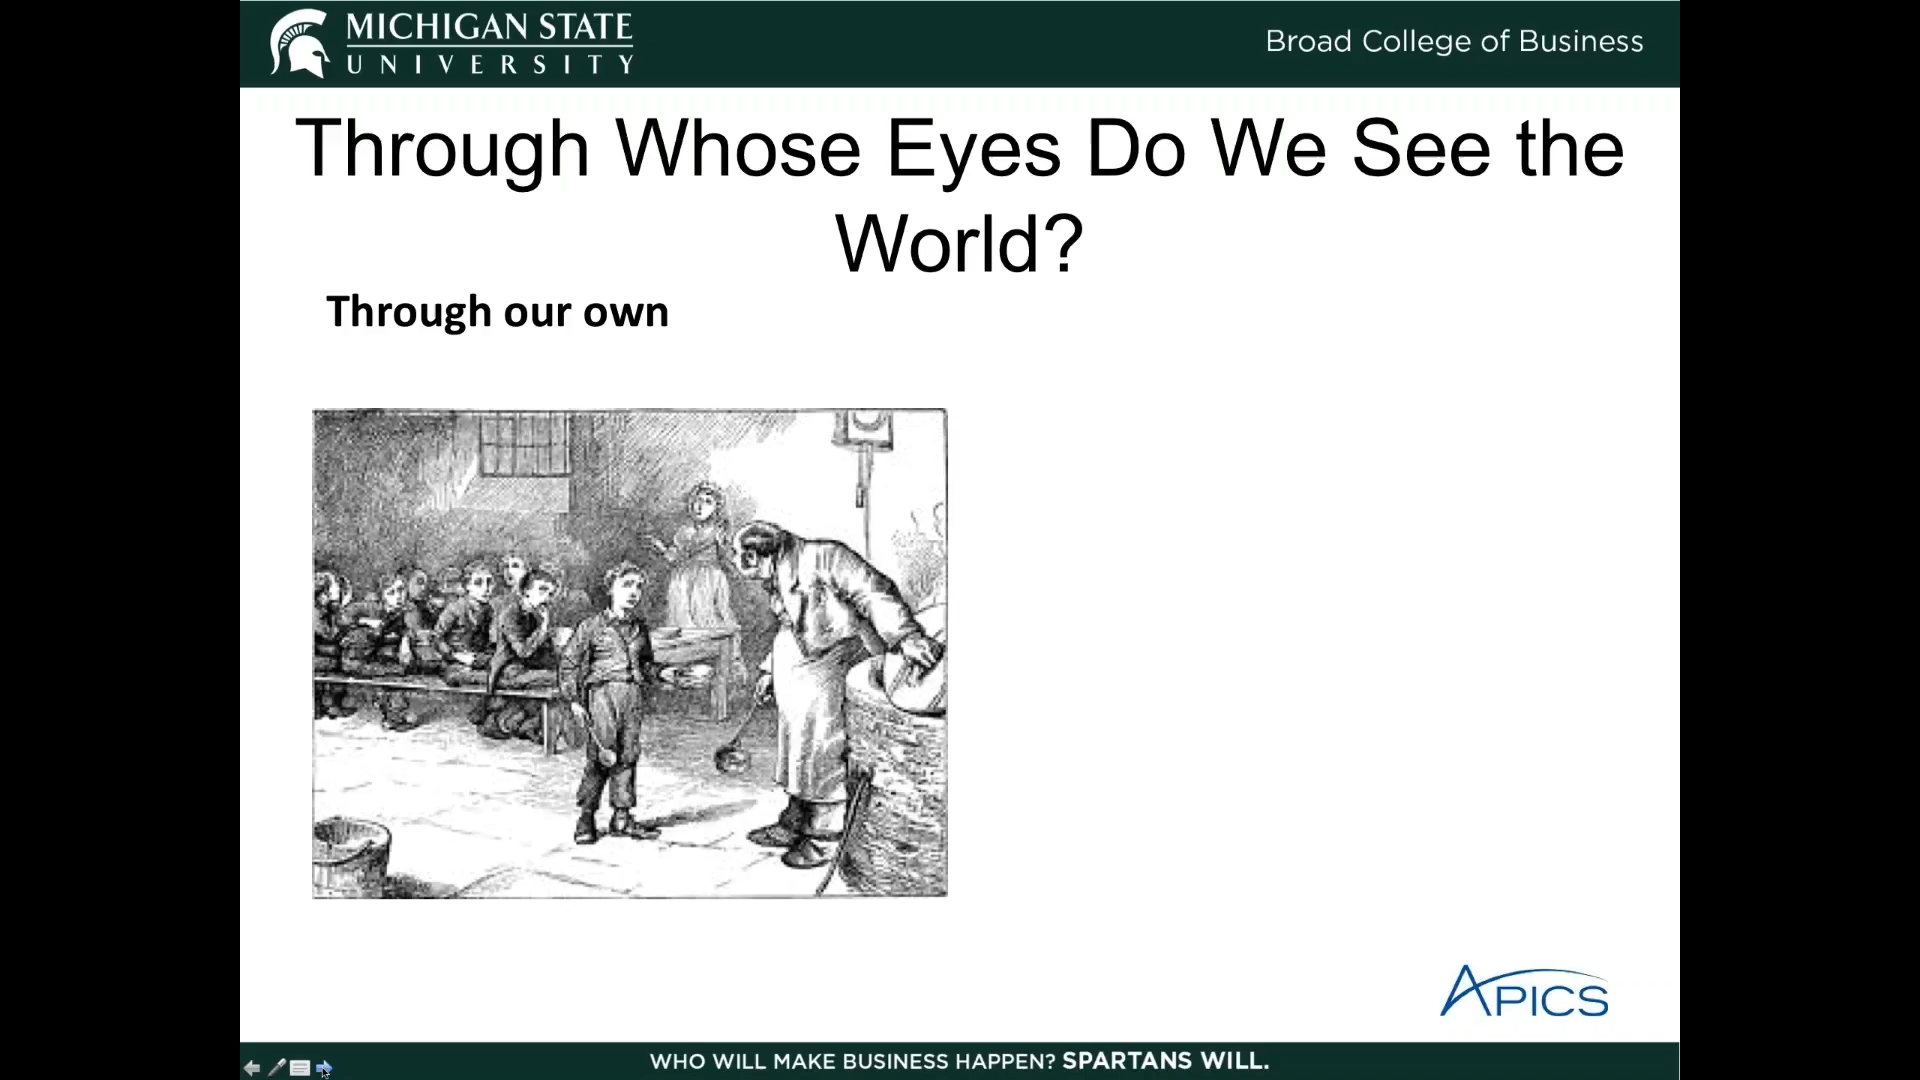 MICHIGAN STATE
UNIVERSITY
Broad College of Business
Through Whose Eyes Do We See the
World?
Through our own
APICS
WHO WILL MAKE BUSINESS HAPPEN? SPARTANS WILL.